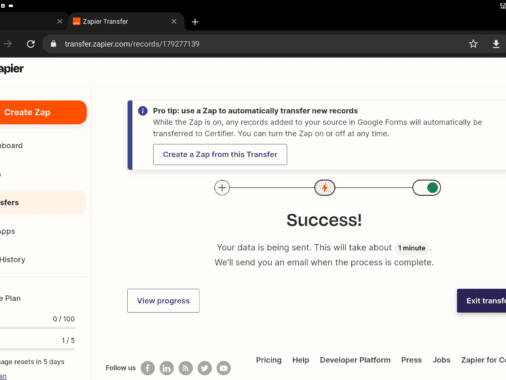 Zapier Transfer
transfer.zapier.com/records/179277139
apier
Create Zap
Pro tip: use a Zap to automatically transfer new records
While the Zap is on, any records added to your source in Google Forms will automatically be
transferred to Certifier. You can turn the Zap on or off at any time.
Create a Zap from this Transfer
board
s
sfers
Apps
History
Success!
Your data is being sent. This will take about 1 minute .
We'll send you an email when the process is complete.
e Plan
View progress
Exit transfe
0 / 100
1 / 5
age resets in 5 days
an
Follow us
Pricing Help Developer Platform Press Jobs Zapier for Co